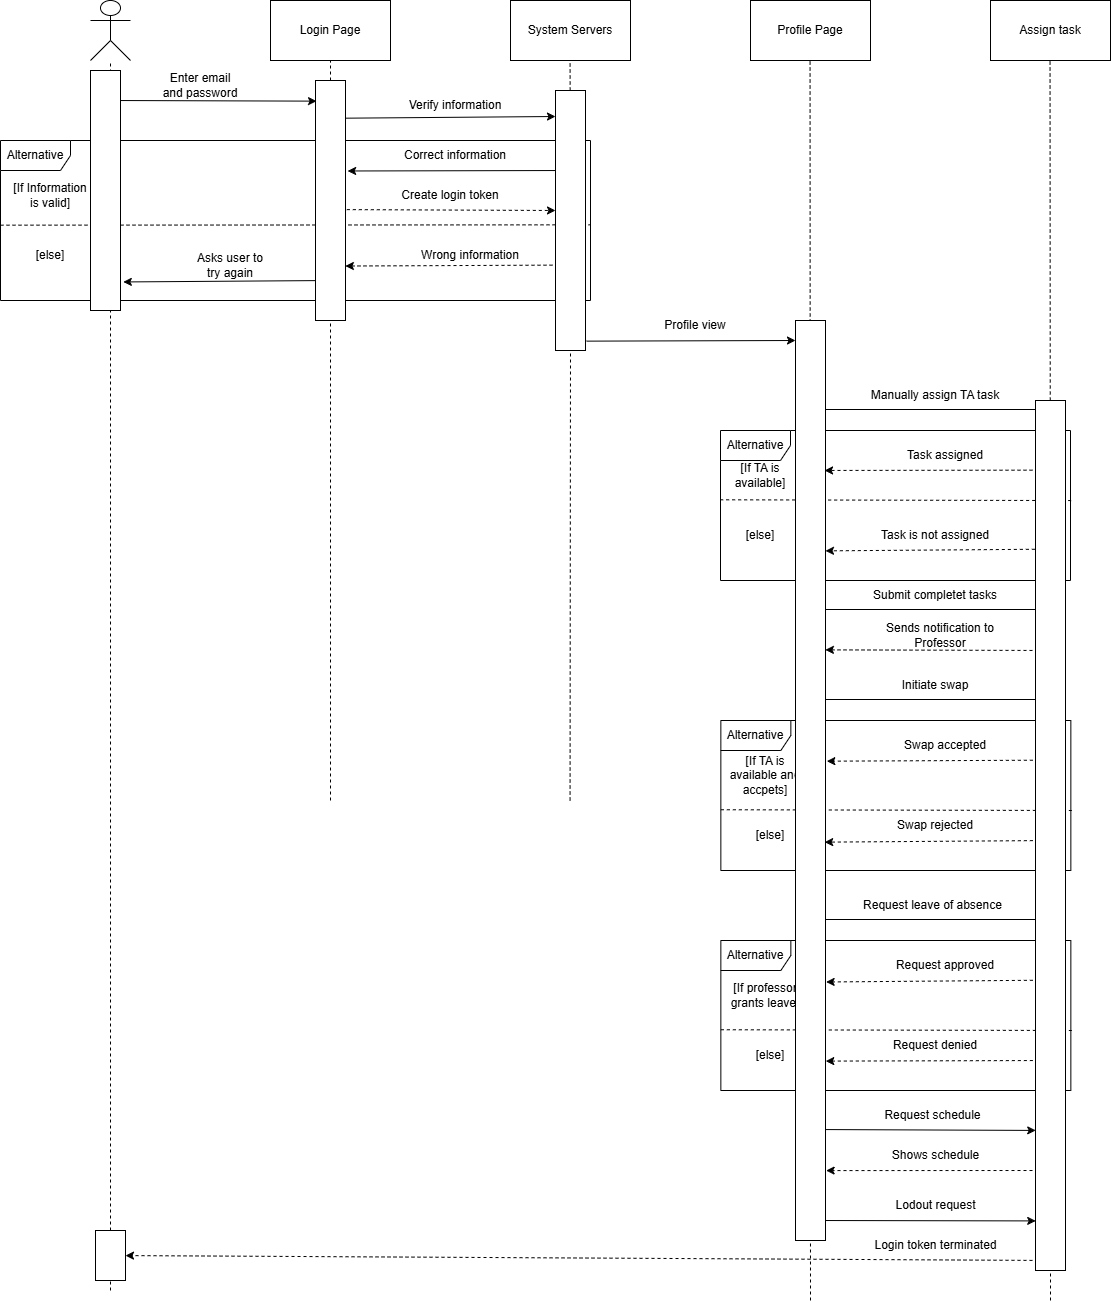 Login Page
System Servers
Profile Page
Assign task
Enter email
and password
Verify information
Alternative
Correct information
[If Information
is valid]
Create login token
[else]
Asks user to
try again
Wrong information
Profile view
Manually assign TA task
Alternative
Task assigned
[If TA is
available]
[else]
Task is not assigned
Submit completet tasks
Sends notification to
Professor
Initiate swap
Alternative
Swap accepted
[If TA is
available an
accpets]
Swap rejected
[else]
Request leave of absence
Alternative
Request approved
[If professor
grants leave
Request denied
[else]
Request schedule
Shows schedule
Lodout request
Login token terminated